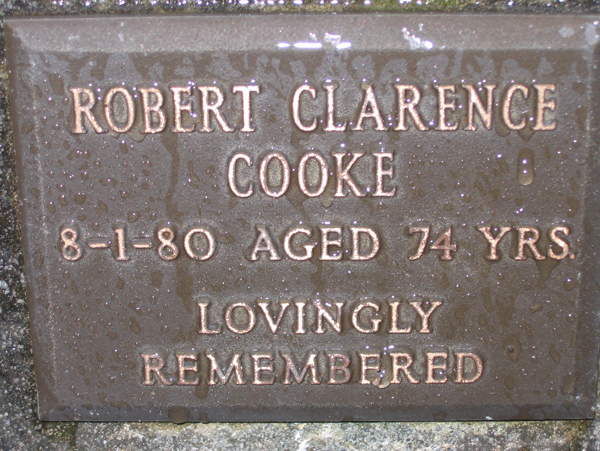 ROBERT CLARENCE
COOKE
8-1-80 AGED 74 YRS.
LOVINGLY
REMEMBERED